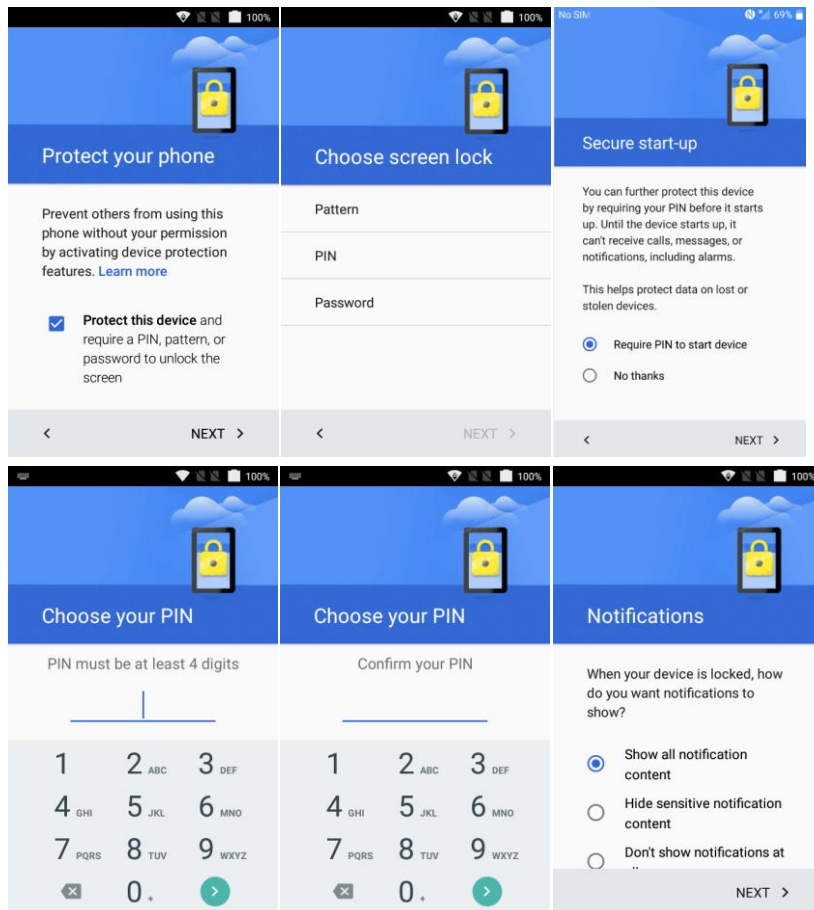 100%
Protect your phone
Prevent others from using this
phone without your permission
by activating device protection
features. Learn more
Protect this device and
require a PIN, pattern, or
password to unlock the
screen
NEXT
100%
Choose screen lock
Pattern
PIN
Password
NEXT
No SIM
69%
Secure start-up
You can further protect this device
by requiring your PIN before it starts
up. Until the device starts up, it
can't receive calls, messages, or
notifications, including alarms.
This helps protect data on lost or
stolen devices.
Require PIN to start device
No thanks
NEXT
100%
Choose your PIN
PIN must be at least 4 digits
1 2 ABC 3 DEF
4 GHI 5 JKL 6 MNO
7 PQRS 8 TUV 9 WXYZ
0 +
100%
Choose your PIN
Confirm your PIN
1 2 ABC 3 DEF
4 GHI 5 JKL 6 MNO
7 PQRS 8 TUV 9 WXYZ
0 +
100%
Notifications
When your device is locked, how
do you want notifications to
show?
Show all notification
content
Hide sensitive notification
content
Don't show notifications at
NEXT